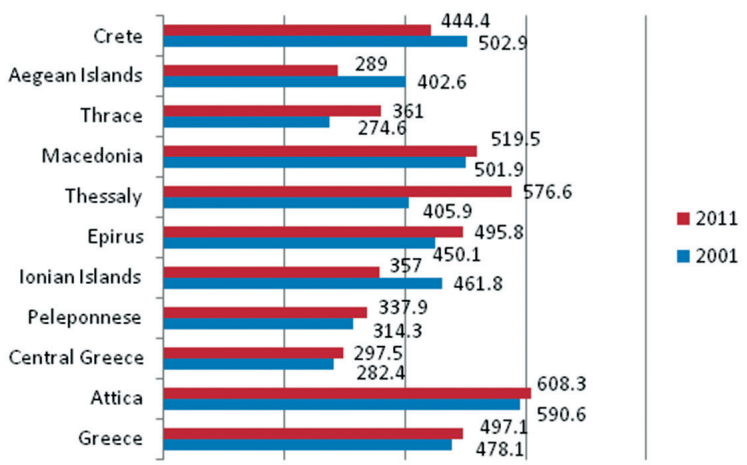 Crete 444.4
502.9
Aegean Islands 289
402.6
Thrace 361
274.6
Macedonia 519.5
501.9
Thessaly 576.6
405.9
Epirus 495.8
450.1
Ionian Islands 357
461.8
Peleponnese 337.9
314.3
Central Greece 297.5
282.4
Attica 608.3
590.6
Greece 497.1
478.1
2011
2001